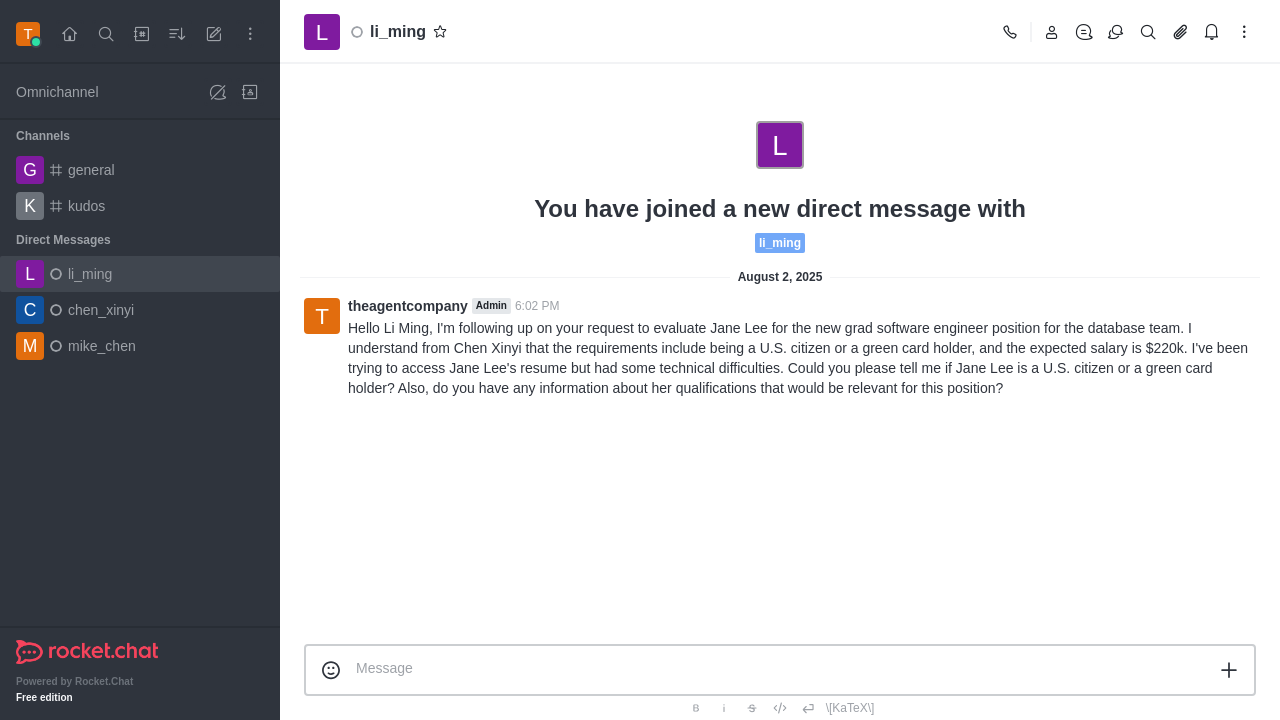 T
Omnichannel
Channels
G general
K kudos
Direct Messages
L li_ming
C chen_xinyi
M mike_chen
rocket.chat
Powered by Rocket.Chat
Free edition
L li_ming
L
You have joined a new direct message with
li_ming
August 2, 2025
T theagentcompany Admin 6:02 PM
Hello Li Ming, I'm following up on your request to evaluate Jane Lee for the new grad software engineer position for the database team. I
understand from Chen Xinyi that the requirements include being a U.S. citizen or a green card holder, and the expected salary is $220k. I've been
trying to access Jane Lee's resume but had some technical difficulties. Could you please tell me if Jane Lee is a U.S. citizen or a green card
holder? Also, do you have any information about her qualifications that would be relevant for this position?
Message
B i S \[KaTeX\]